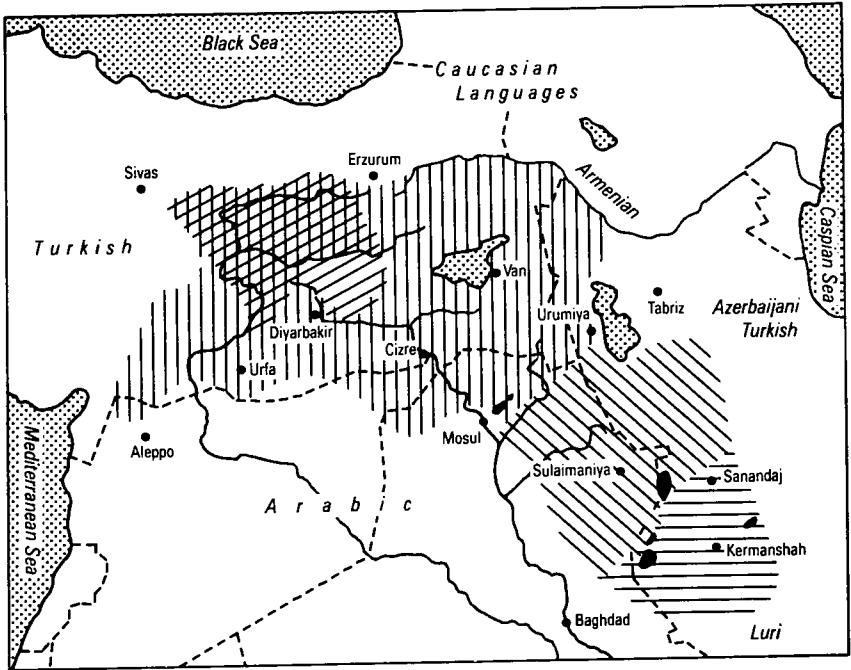 Black Sea
Caucasian
Languages
Sivas
Erzurum
Armenian
Caspian Sea
Turkish
Van
Tabriz
Urumiya
Azerbaijani
Turkish
Diyarbakir
Cizre
Urfa
Mosul
Aleppo
Mediterranean Sea
Sulaimaniya
Sanandaj
Arabic
Kermanshah
Baghdad
Luri